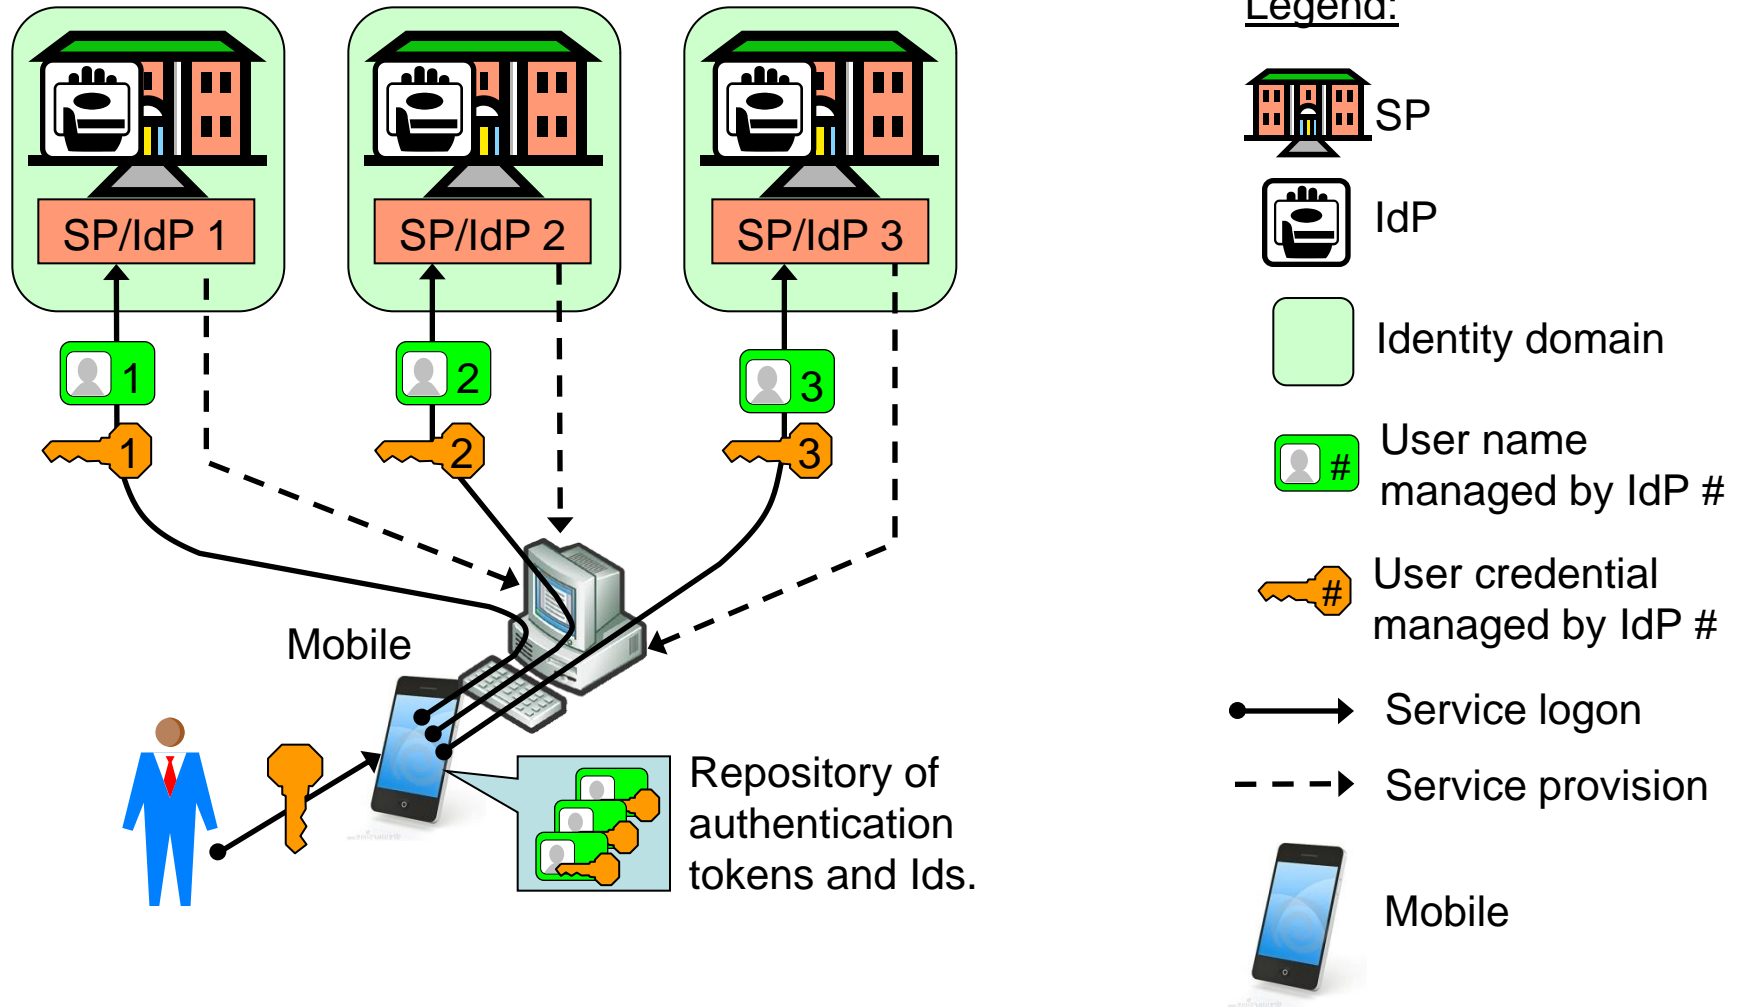 Legend:
SP
IdP
SP/IdP 1
SP/IdP 2
SP/IdP 3
Identity domain
1
2
3
User name
managed by IdP #
#
1
2
3
User credential
managed by IdP #
#
Mobile
Service logon
Service provision
Repository of
authentication
tokens and Ids.
Mobile